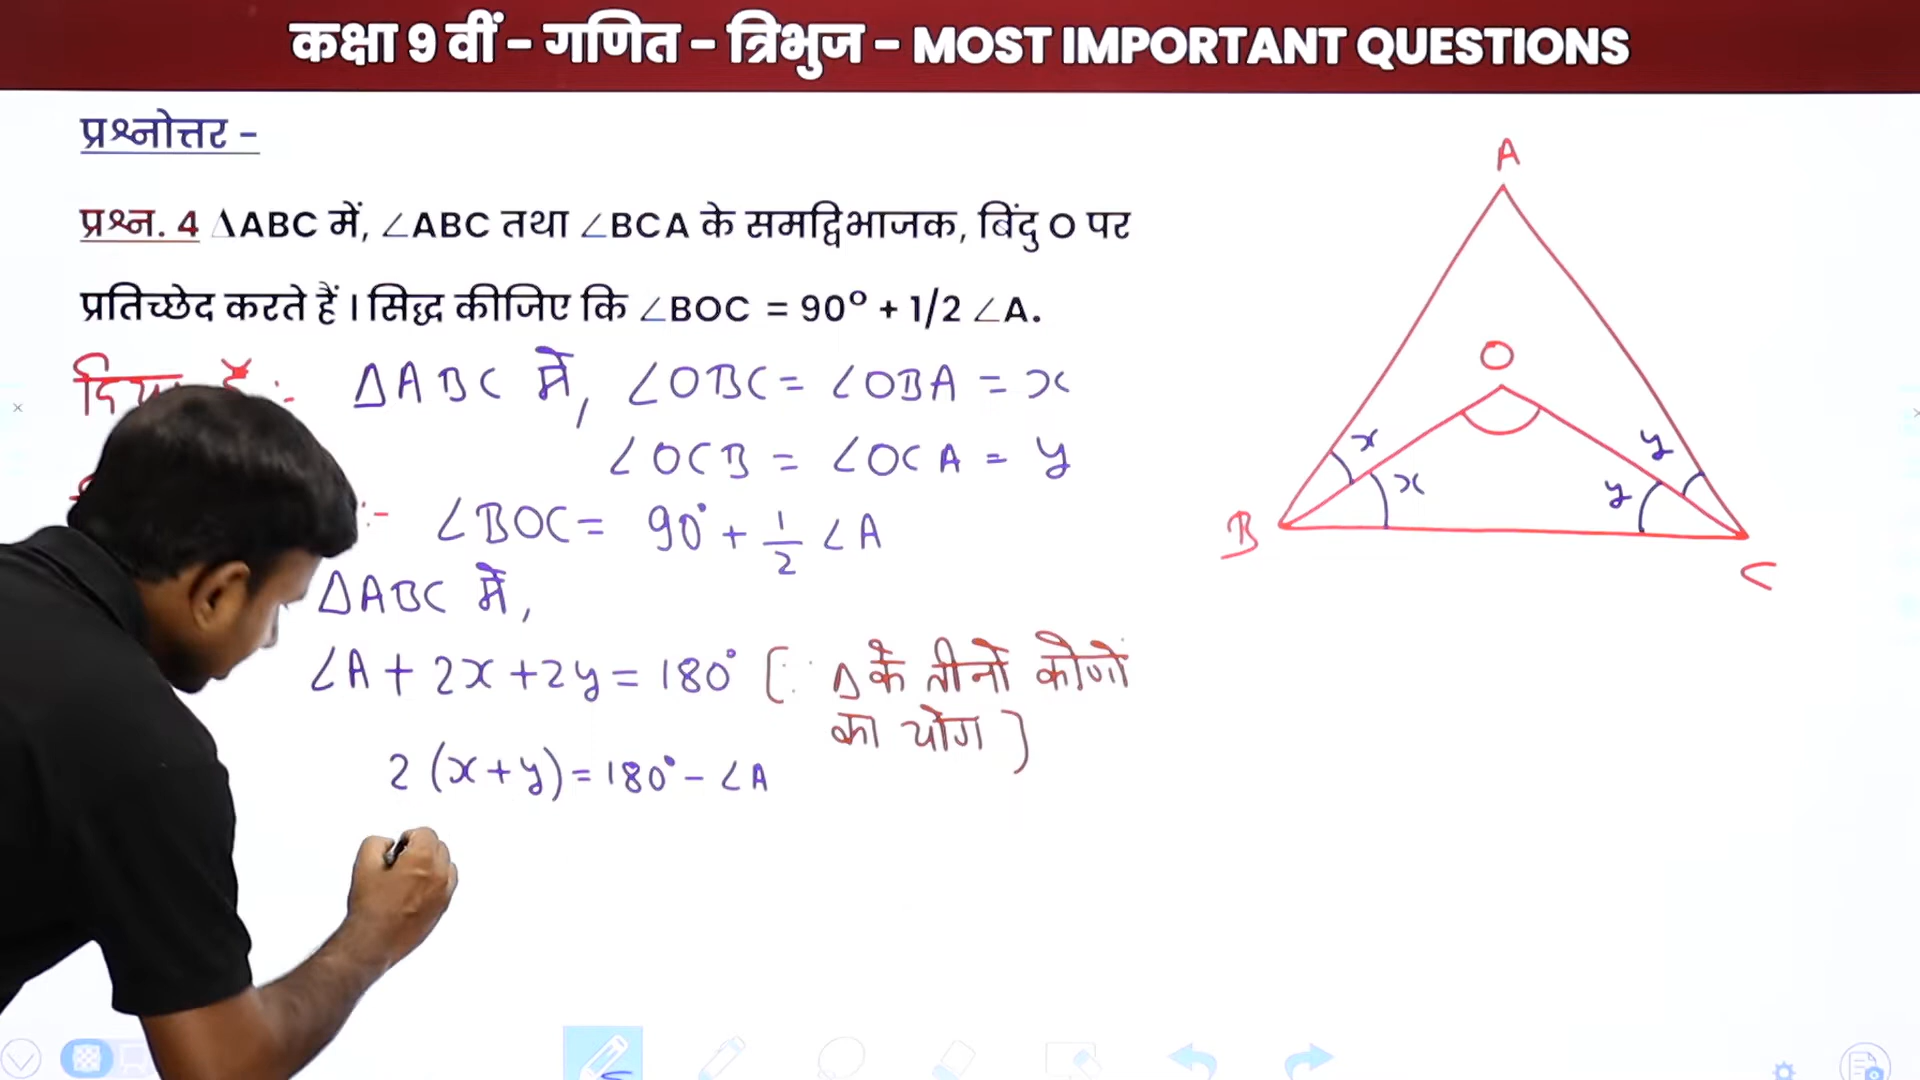 कक्षा 9 वीं - गणित - त्रिभुज - MOST IMPORTANT QUESTIONS
प्रश्नोत्तर -
प्रश्न. 4 ΔABC में, ∠ABC तथा ∠BCA के समद्विभाजक, बिंदु O पर
प्रतिच्छेद करते हैं । सिद्ध कीजिए कि ∠BOC = 90° + 1/2 ∠A.
ΔABC में, ∠OBC = ∠OBA = x
∠OCB = ∠OCA = y
:- ∠BOC = 90° + 1/2 ∠A
ΔABC में,
∠A + 2x + 2y = 180° [∵ Δ के तीनों कोणों
का योग ]
2 (x + y) = 180° - ∠A
A
O
x
y
x
y
B
C